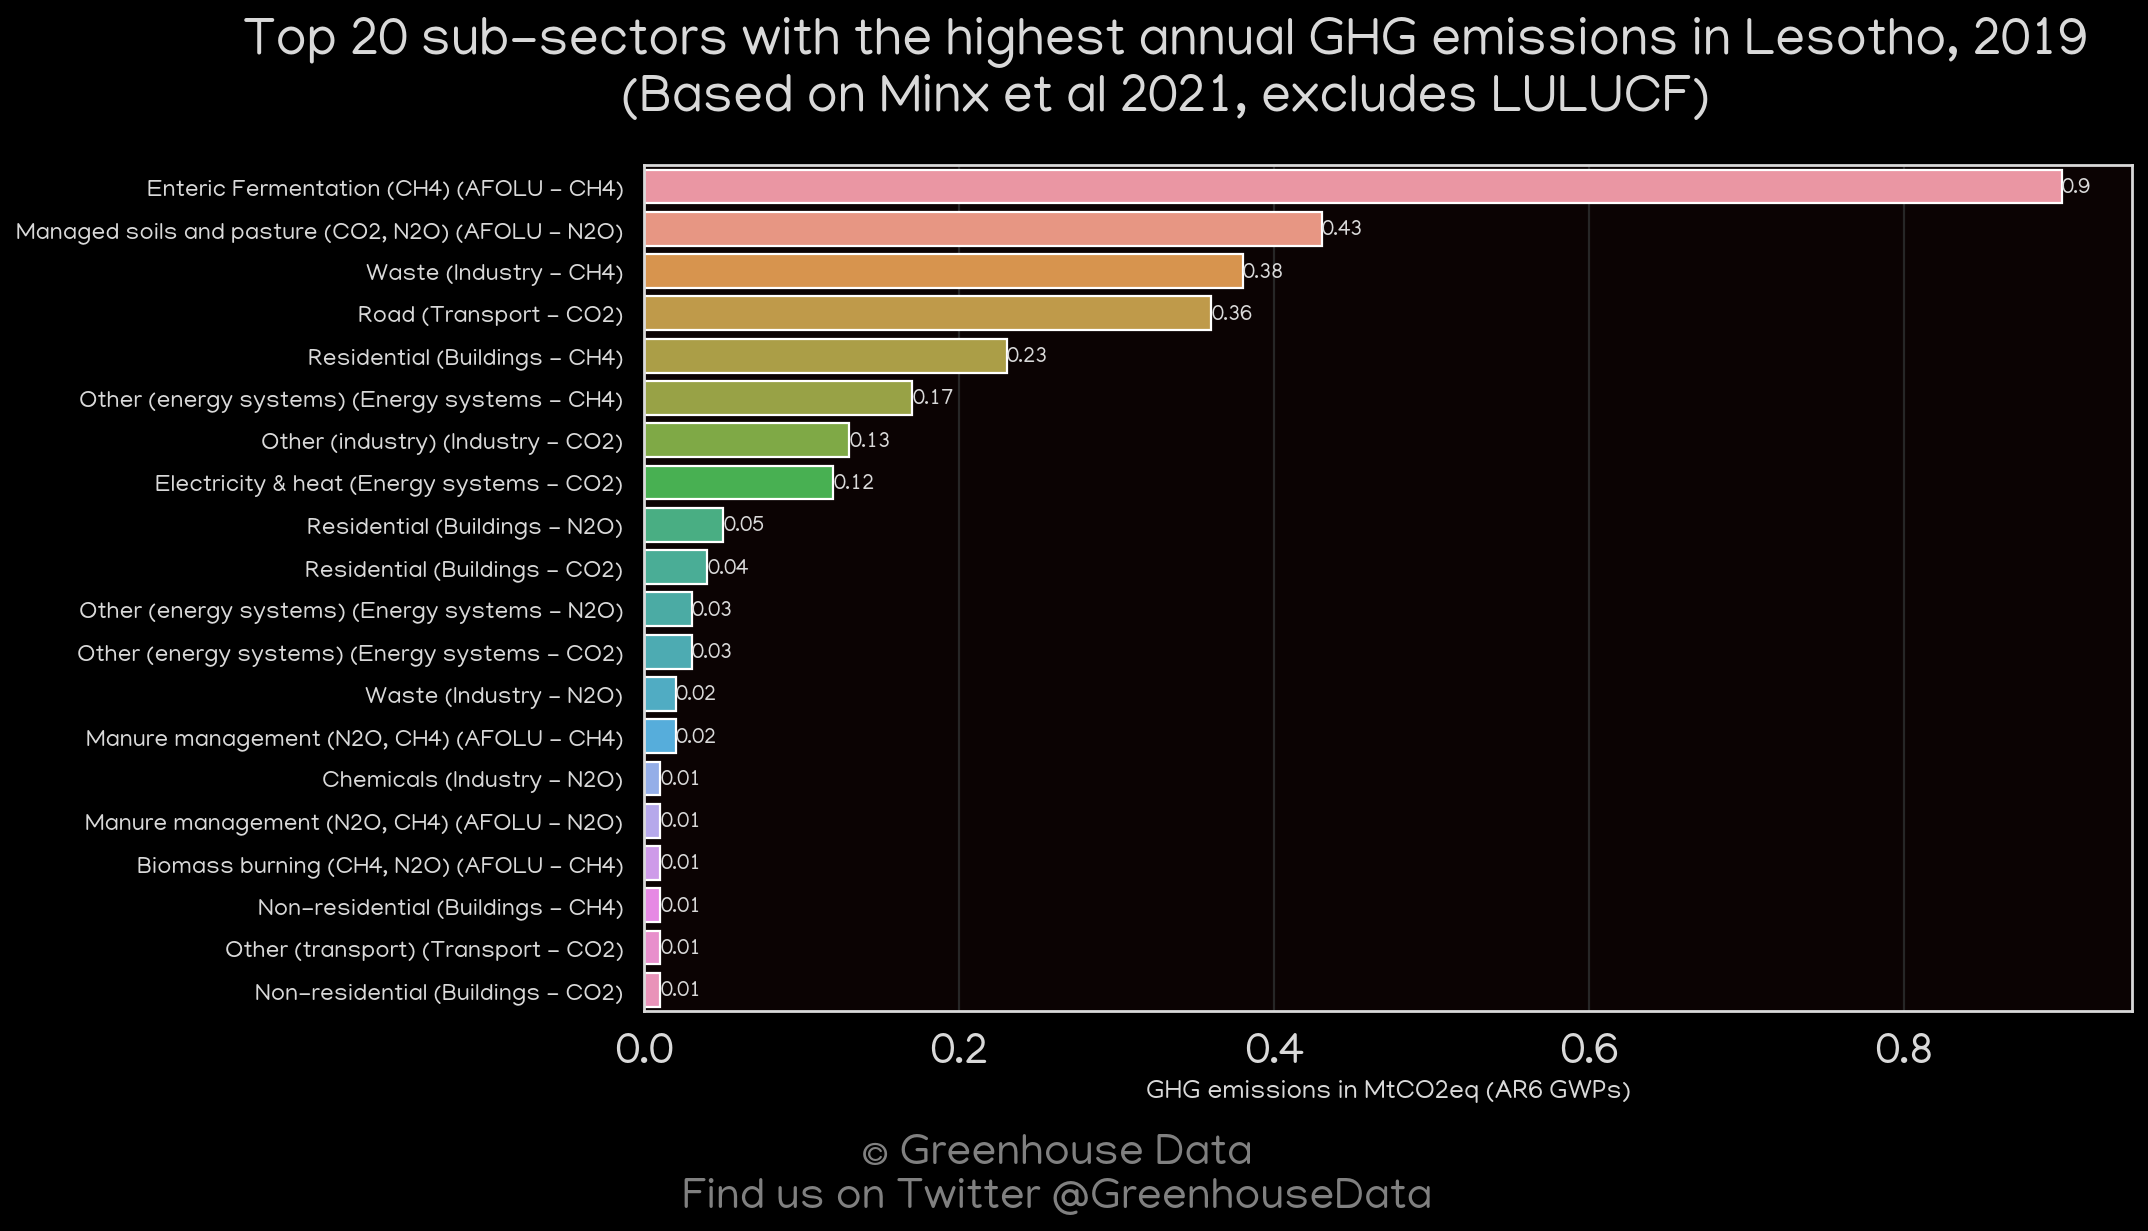 Top 20 sub-sectors with the highest annual GHG emissions in Lesotho, 2019
(Based on Minx et al 2021, excludes LULUCF)
Enteric Fermentation (CH4) (AFOLU - CH4) 0.9
Managed soils and pasture (CO2, N2O) (AFOLU - N2O) 0.43
Waste (Industry - CH4) 0.38
Road (Transport - CO2) 0.36
Residential (Buildings - CH4) 0.23
Other (energy systems) (Energy systems - CH4) 0.17
Other (industry) (Industry - CO2) 0.13
Electricity & heat (Energy systems - CO2) 0.12
Residential (Buildings - N2O) 0.05
Residential (Buildings - CO2) 0.04
Other (energy systems) (Energy systems - N2O) 0.03
Other (energy systems) (Energy systems - CO2) 0.03
Waste (Industry - N2O) 0.02
Manure management (N2O, CH4) (AFOLU - CH4) 0.02
Chemicals (Industry - N2O) 0.01
Manure management (N2O, CH4) (AFOLU - N2O) 0.01
Biomass burning (CH4, N2O) (AFOLU - CH4) 0.01
Non-residential (Buildings - CH4) 0.01
Other (transport) (Transport - CO2) 0.01
Non-residential (Buildings - CO2) 0.01
0.0 0.2 0.4 0.6 0.8
GHG emissions in MtCO2eq (AR6 GWPs)
© Greenhouse Data
Find us on Twitter @GreenhouseData